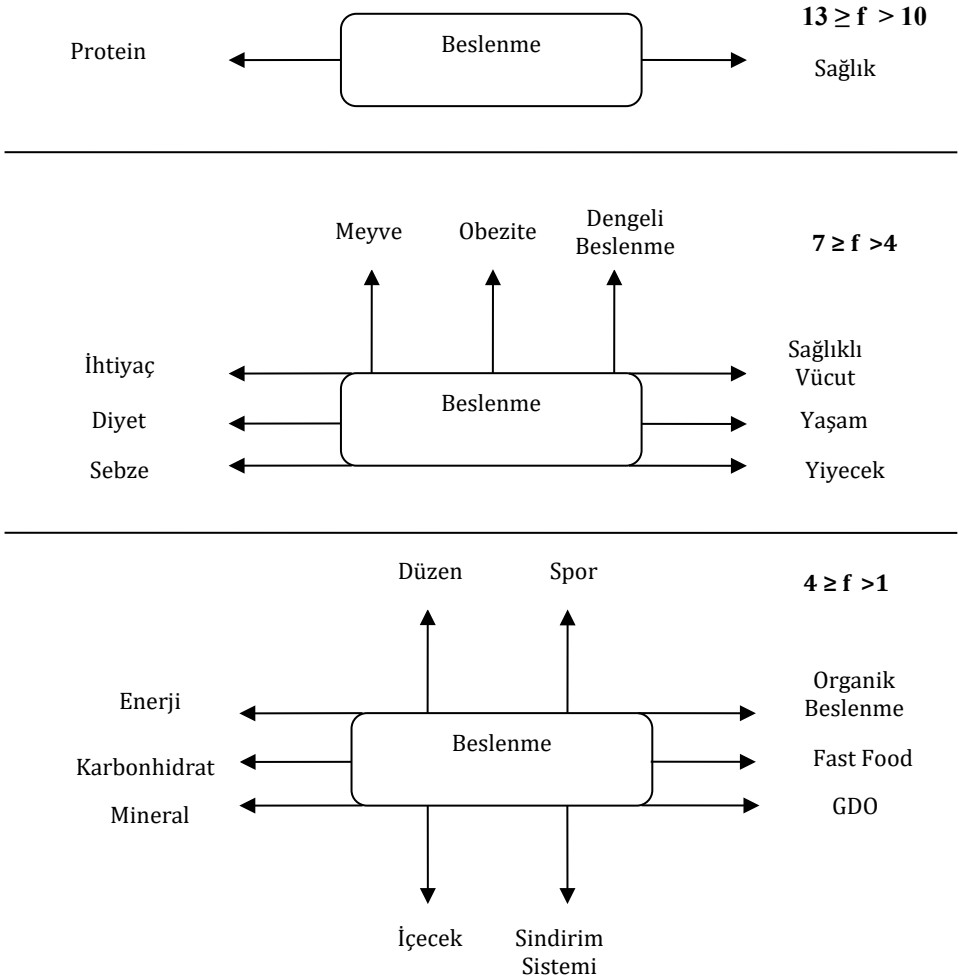 13 ≥ f > 10
Protein
Beslenme
Sağlık
Meyve
Obezite
Dengeli
Beslenme
7 ≥ f >4
İhtiyaç
Sağlıklı
Vücut
Diyet
Beslenme
Yaşam
Sebze
Yiyecek
Düzen
Spor
4 ≥ f >1
Enerji
Organik
Beslenme
Karbonhidrat
Beslenme
Fast Food
Mineral
GDO
İçecek
Sindirim
Sistemi